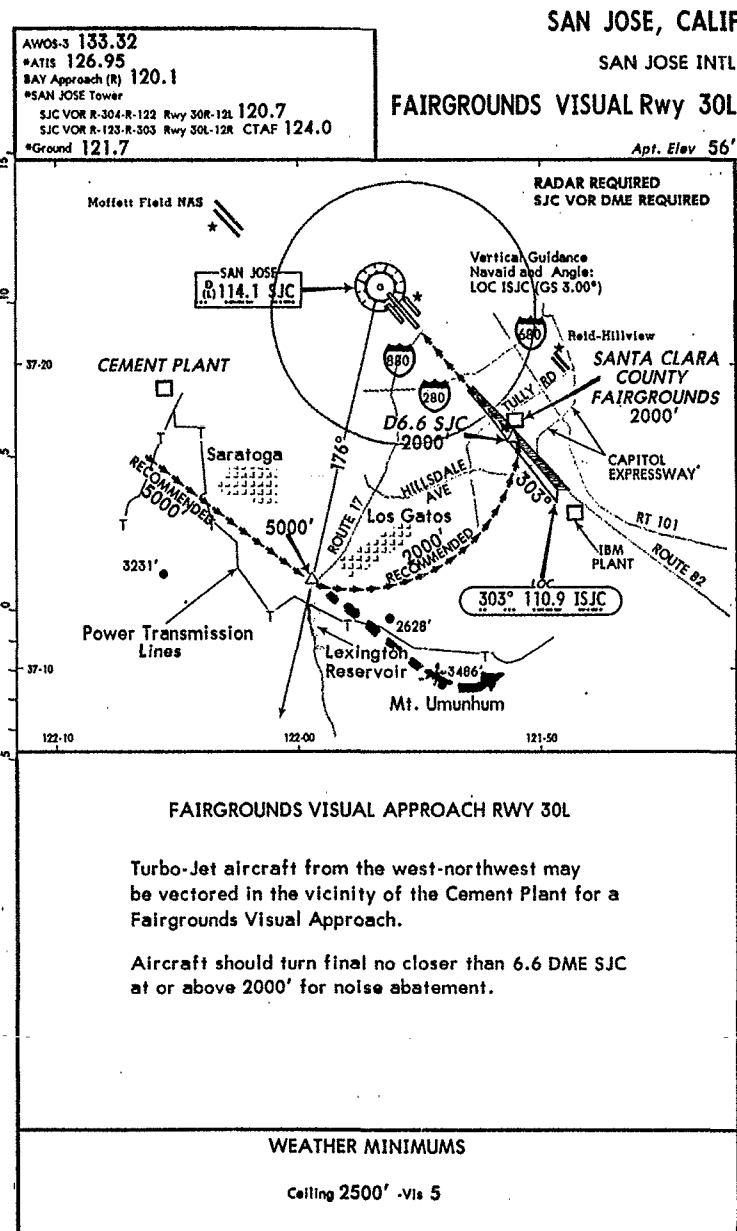 SAN JOSE, CALIF
SAN JOSE INTL
FAIRGROUNDS VISUAL Rwy 30L
Apt. Elev 56'
AWOS-3 133.32
*ATIS 126.95
BAY Approach (R) 120.1
*SAN JOSE Tower
SJC VOR R-304-R-122 Rwy 30R-12L 120.7
SJC VOR R-123-R-303 Rwy 30L-12R CTAF 124.0
*Ground 121.7
RADAR REQUIRED
SJC VOR DME REQUIRED
Moffett Field NAS
SAN JOSE
D (L) 114.1 SJC
Vertical Guidance
Navaid and Angle:
LOC ISJC (GS 3.00°)
680
Reid-Hillview
880
280
TULLY RD
SANTA CLARA
COUNTY
FAIRGROUNDS
2000'
CEMENT PLANT
37-20
D6.6 SJC
2000'
CAPITOL
EXPRESSWAY
176°
Saratoga
RECOMMENDED
5000'
HILLSDALE
AVE
303°
ROUTE 17
Los Gatos
5000'
2000'
RECOMMENDED
RT 101
ROUTE 82
IBM
PLANT
LOC
303° 110.9 ISJC
3231'
T
T
T
T
T
T
T
Power Transmission
Lines
2628'
Lexington
Reservoir
3486'
Mt. Umunhum
37-10
15
10
5
0
5
122-10
122-00
121-50
FAIRGROUNDS VISUAL APPROACH RWY 30L
Turbo-Jet aircraft from the west-northwest may
be vectored in the vicinity of the Cement Plant for a
Fairgrounds Visual Approach.
Aircraft should turn final no closer than 6.6 DME SJC
at or above 2000' for noise abatement.
WEATHER MINIMUMS
Ceiling 2500' -Vis 5